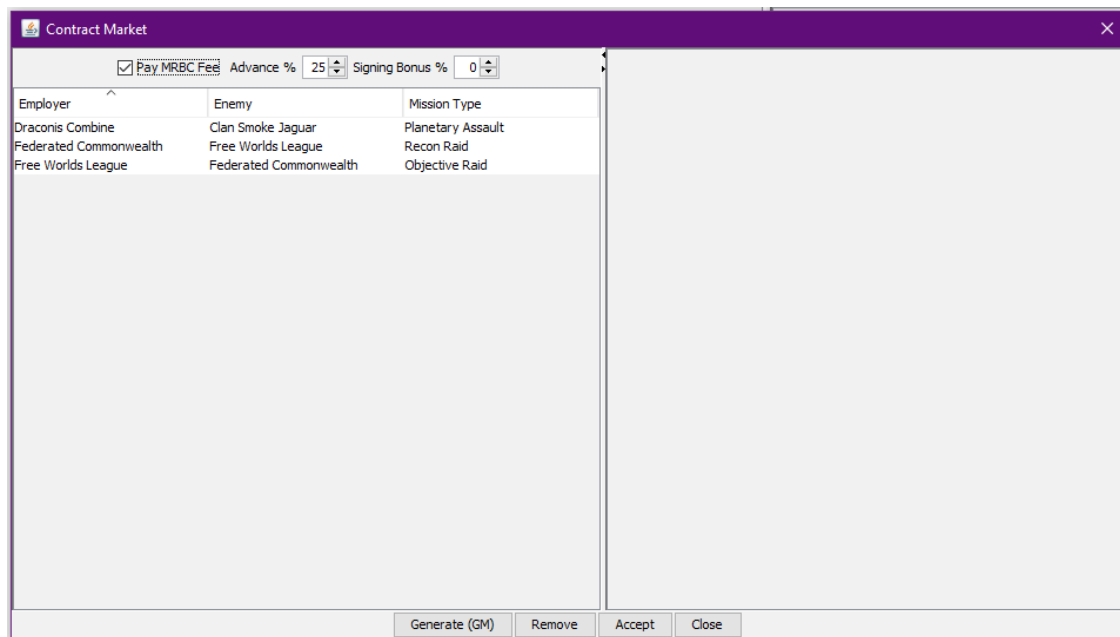 Contract Market
Pay MRBC Fee Advance % 25 Signing Bonus % 0
Employer Enemy Mission Type
Draconis Combine Clan Smoke Jaguar Planetary Assault
Federated Commonwealth Free Worlds League Recon Raid
Free Worlds League Federated Commonwealth Objective Raid
Generate (GM) Remove Accept Close